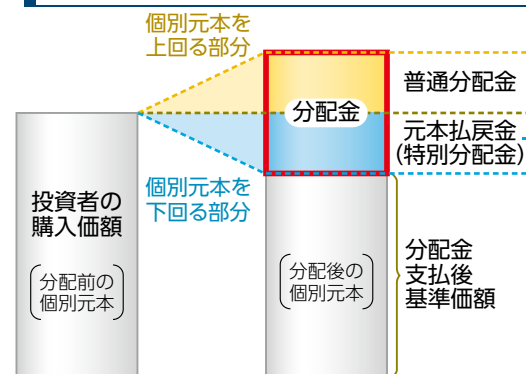 個別元本を
上回る部分
普通分配金
分配金
元本払戻金
(特別分配金)
個別元本を
下回る部分
投資者の
購入価額
分配前の
個別元本
分配後の
個別元本
分配金
支払後
基準価額